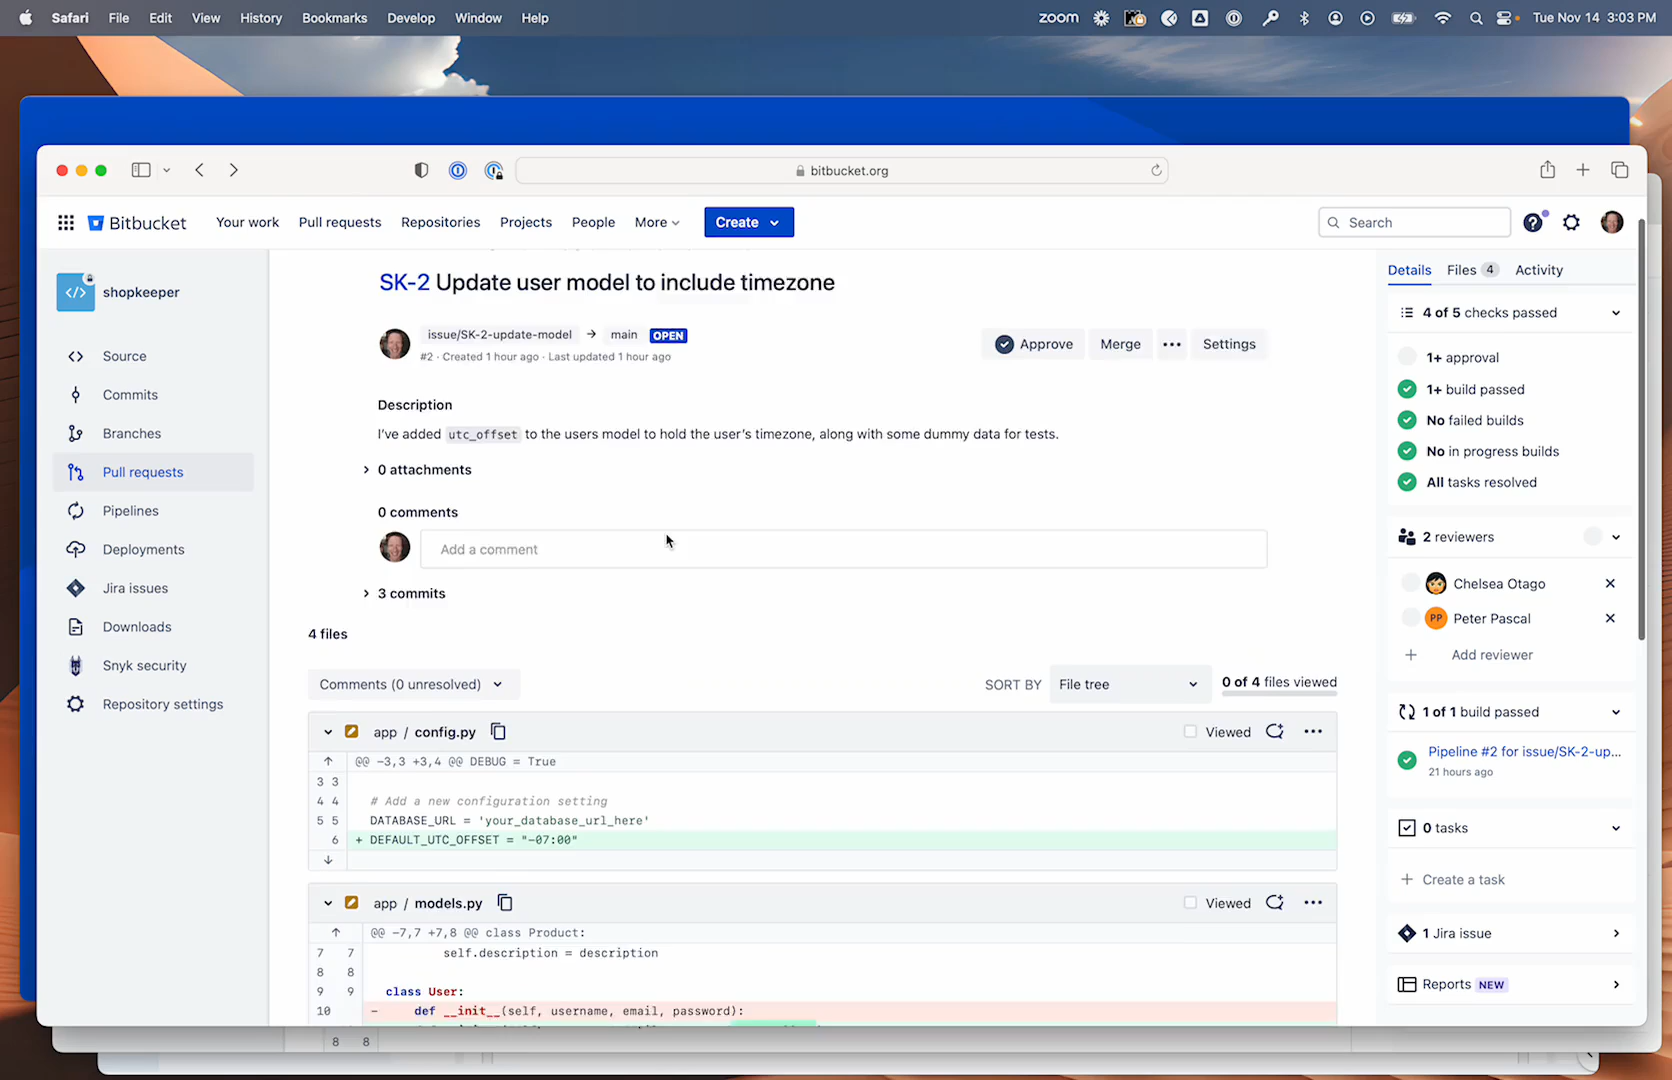 Safari File Edit View History Bookmarks Develop Window Help zoom Tue Nov 14 3:03 PM
bitbucket.org
Bitbucket Your work Pull requests Repositories Projects People More Create Search
shopkeeper
Source
Commits
Branches
Pull requests
Pipelines
Deployments
Jira issues
Downloads
Snyk security
Repository settings
SK-2 Update user model to include timezone
issue/SK-2-update-model → main OPEN
#2 · Created 1 hour ago · Last updated 1 hour ago
Approve Merge ••• Settings
Description
I've added utc_offset to the users model to hold the user's timezone, along with some dummy data for tests.
0 attachments
0 comments
Add a comment
3 commits
4 files
Comments (0 unresolved)
SORT BY File tree 0 of 4 files viewed
app / config.py Viewed •••
@@ -3,3 +3,4 @@ DEBUG = True
3 3
4 4 # Add a new configuration setting
5 5 DATABASE_URL = 'your_database_url_here'
6 + DEFAULT_UTC_OFFSET = "-07:00"
app / models.py Viewed •••
@@ -7,7 +7,8 @@ class Product:
7 7 self.description = description
8 8
9 9 class User:
10 - def __init__(self, username, email, password):
8 8
Details Files 4 Activity
4 of 5 checks passed
1+ approval
1+ build passed
No failed builds
No in progress builds
All tasks resolved
2 reviewers
Chelsea Otago
PP Peter Pascal
+ Add reviewer
1 of 1 build passed
Pipeline #2 for issue/SK-2-up...
21 hours ago
0 tasks
+ Create a task
1 Jira issue
Reports NEW